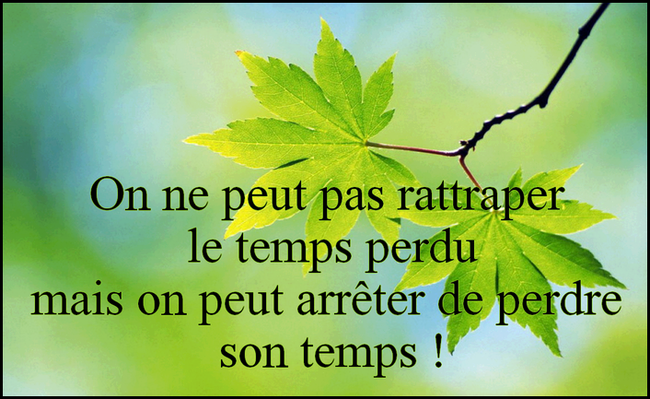 On ne peut pas rattraper
le temps perdu
mais on peut arrêter de perdre
son temps !